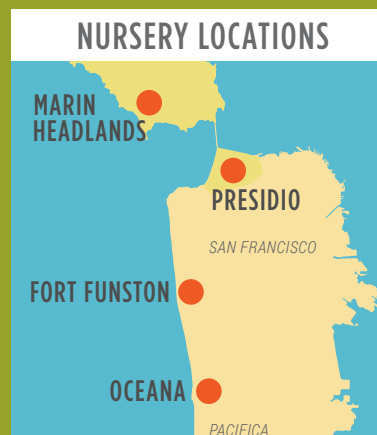 NURSERY LOCATIONS
MARIN
HEADLANDS
PRESIDIO
SAN FRANCISCO
FORT FUNSTON
OCEANA
PACIFICA